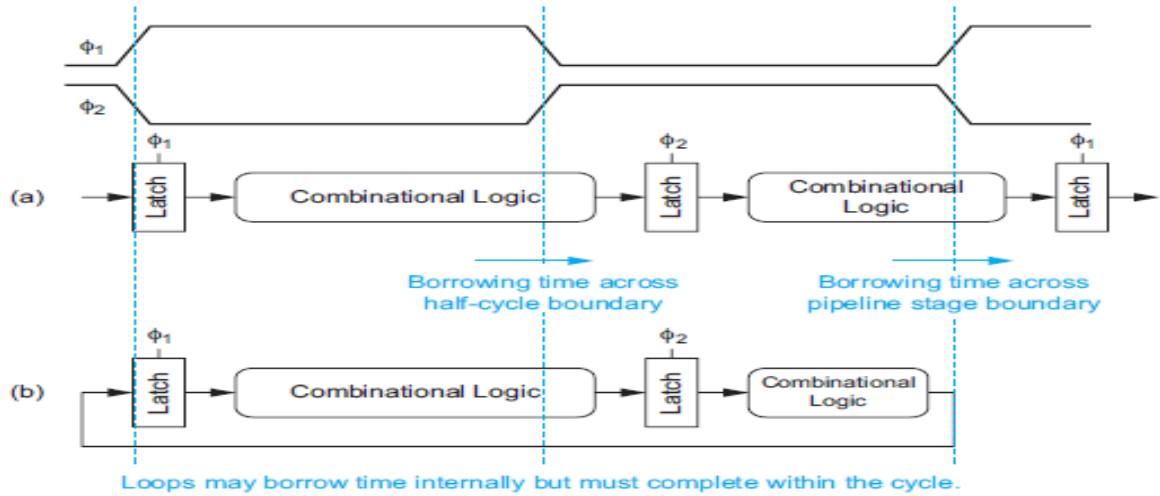 ϕ1
ϕ2
ϕ1
ϕ2
ϕ1
(a)
Latch
Combinational Logic
Latch
Combinational
Logic
Latch
Borrowing time across
half-cycle boundary
Borrowing time across
pipeline stage boundary
ϕ1
ϕ2
(b)
Latch
Combinational Logic
Latch
Combinational
Logic
Loops may borrow time internally but must complete within the cycle.